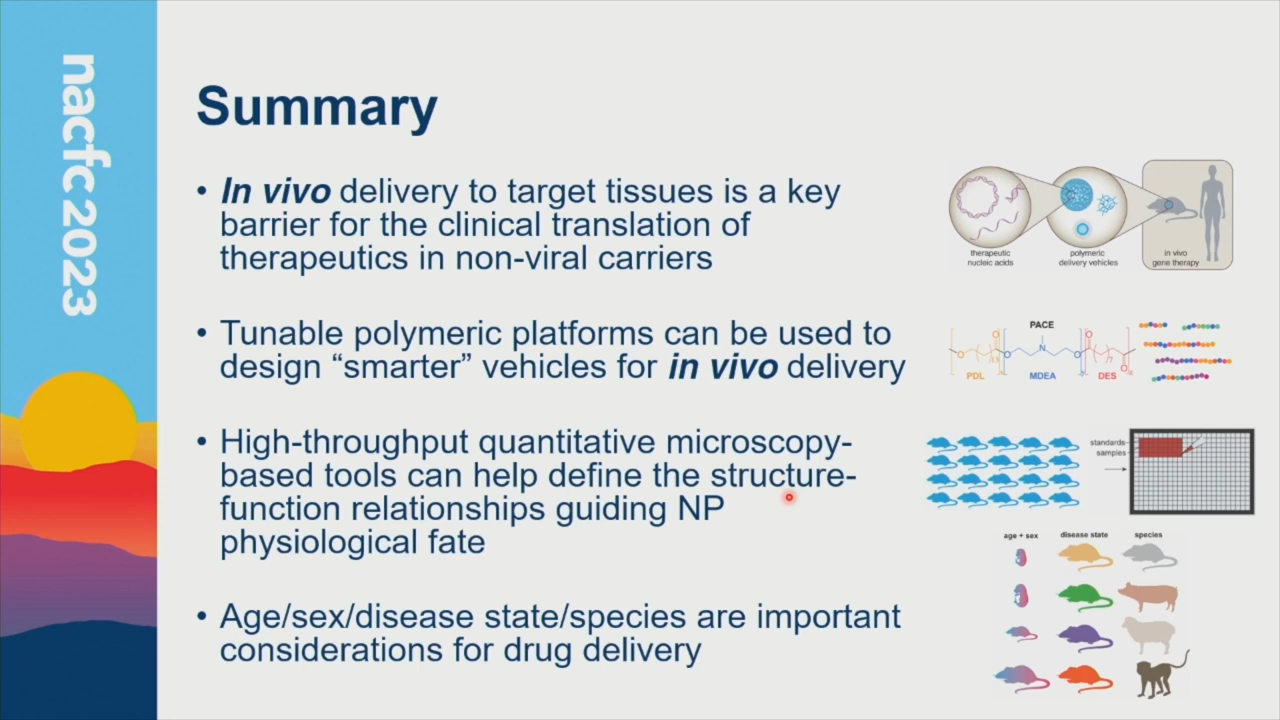 nacfc 2023
Summary
• In vivo delivery to target tissues is a key
barrier for the clinical translation of
therapeutics in non-viral carriers
therapeutic
nucleic acids
polymeric
delivery vehicles
in vivo
gene therapy
• Tunable polymeric platforms can be used to
design “smarter” vehicles for in vivo delivery
PACE
PDL
MDEA
DES
• High-throughput quantitative microscopy-
based tools can help define the structure-
function relationships guiding NP
physiological fate
standards
samples
age + sex
disease state
species
• Age/sex/disease state/species are important
considerations for drug delivery